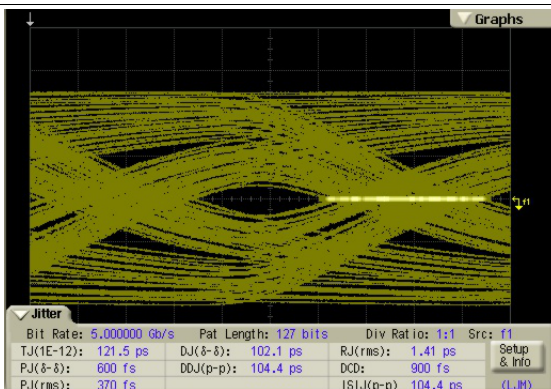 Graphs
f1
Jitter
Bit Rate: 5.000000 Gb/s Pat Length: 127 bits Div Ratio: 1:1 Src: f1
TJ(1E-12): 121.5 ps DJ(δ-δ): 102.1 ps RJ(rms): 1.41 ps Setup
PJ(δ-δ): 600 fs DDJ(p-p): 104.4 ps DCD: 900 fs & Info
PJ(rms): 370 fs ISI(p-p) 104.4 ps